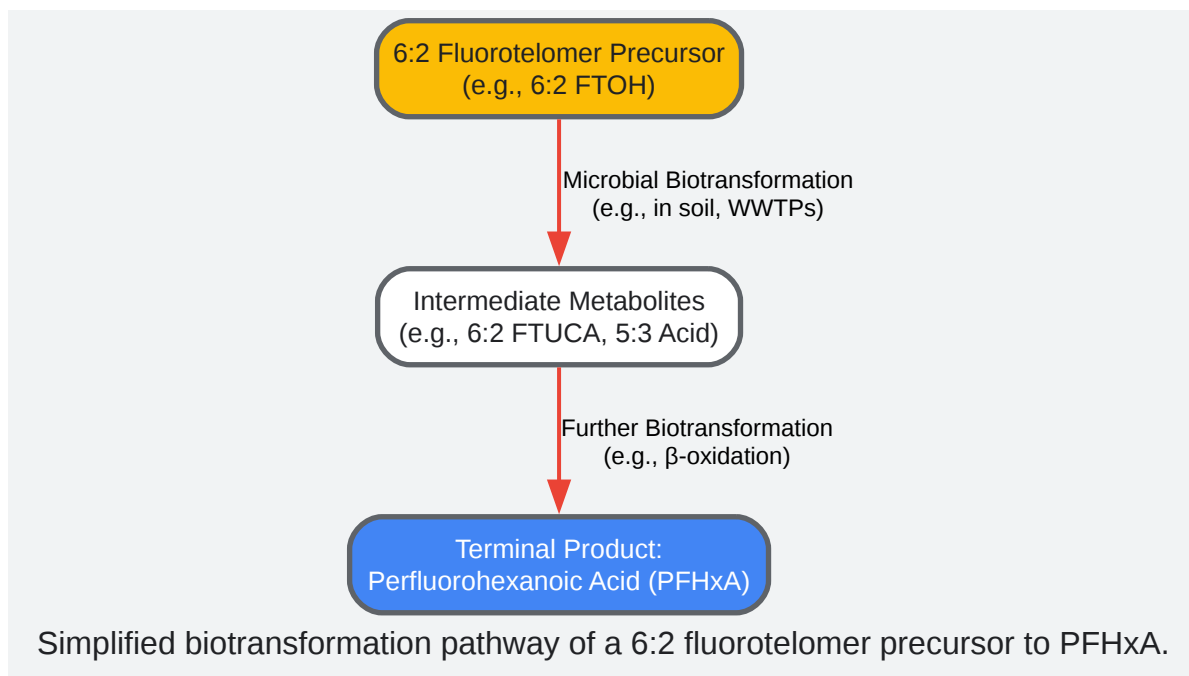 6:2 Fluorotelomer Precursor
(e.g., 6:2 FTOH)
Microbial Biotransformation
(e.g., in soil, WWTPs)
Intermediate Metabolites
(e.g., 6:2 FTUCA, 5:3 Acid)
Further Biotransformation
(e.g., β-oxidation)
Terminal Product:
Perfluorohexanoic Acid (PFHxA)
Simplified biotransformation pathway of a 6:2 fluorotelomer precursor to PFHxA.